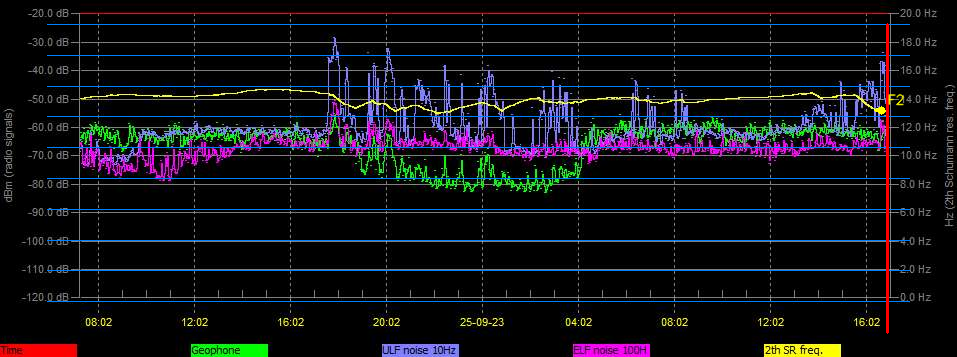 -20.0 dB 20.0 Hz
-30.0 dB 18.0 Hz
-40.0 dB 16.0 Hz
-50.0 dB F2 14.0 Hz
-60.0 dB 12.0 Hz
-70.0 dB 10.0 Hz
-80.0 dB 8.0 Hz
-90.0 dB 6.0 Hz
-100.0 dB 4.0 Hz
-110.0 dB 2.0 Hz
-120.0 dB 0.0 Hz
dBm (radio signals)
Hz (2th Schumann res. freq.)
08:02 12:02 16:02 20:02 25-09-23 04:02 08:02 12:02 16:02
Time Geophone ULF noise 10Hz ELF noise 100H 2th SR freq.